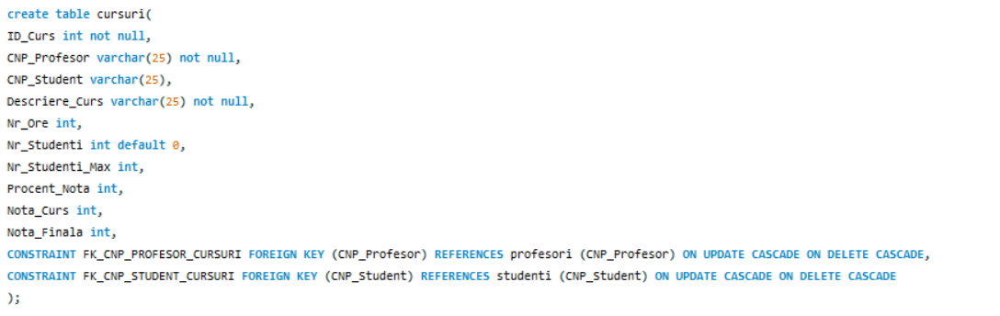 create table cursuri(
ID_Curs int not null,
CNP_Profesor varchar(25) not null,
CNP_Student varchar(25),
Descriere_Curs varchar(25) not null,
Nr_Ore int,
Nr_Studenti int default 0,
Nr_Studenti_Max int,
Procent_Nota int,
Nota_Curs int,
Nota_Finala int,
CONSTRAINT FK_CNP_PROFESOR_CURSURI FOREIGN KEY (CNP_Profesor) REFERENCES profesori (CNP_Profesor) ON UPDATE CASCADE ON DELETE CASCADE,
CONSTRAINT FK_CNP_STUDENT_CURSURI FOREIGN KEY (CNP_Student) REFERENCES studenti (CNP_Student) ON UPDATE CASCADE ON DELETE CASCADE
);